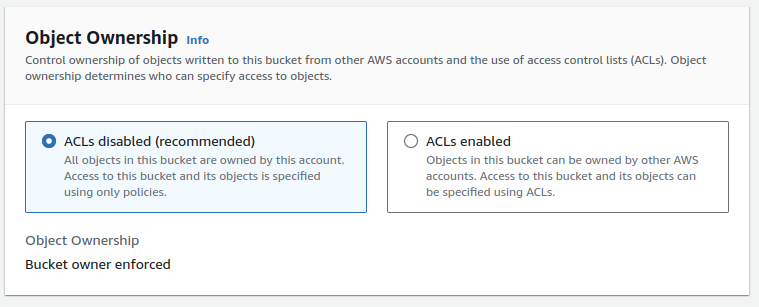 Object Ownership Info
Control ownership of objects written to this bucket from other AWS accounts and the use of access control lists (ACLs). Object
ownership determines who can specify access to objects.
ACLs disabled (recommended)
All objects in this bucket are owned by this account.
Access to this bucket and its objects is specified
using only policies.
ACLs enabled
Objects in this bucket can be owned by other AWS
accounts. Access to this bucket and its objects can
be specified using ACLs.
Object Ownership
Bucket owner enforced